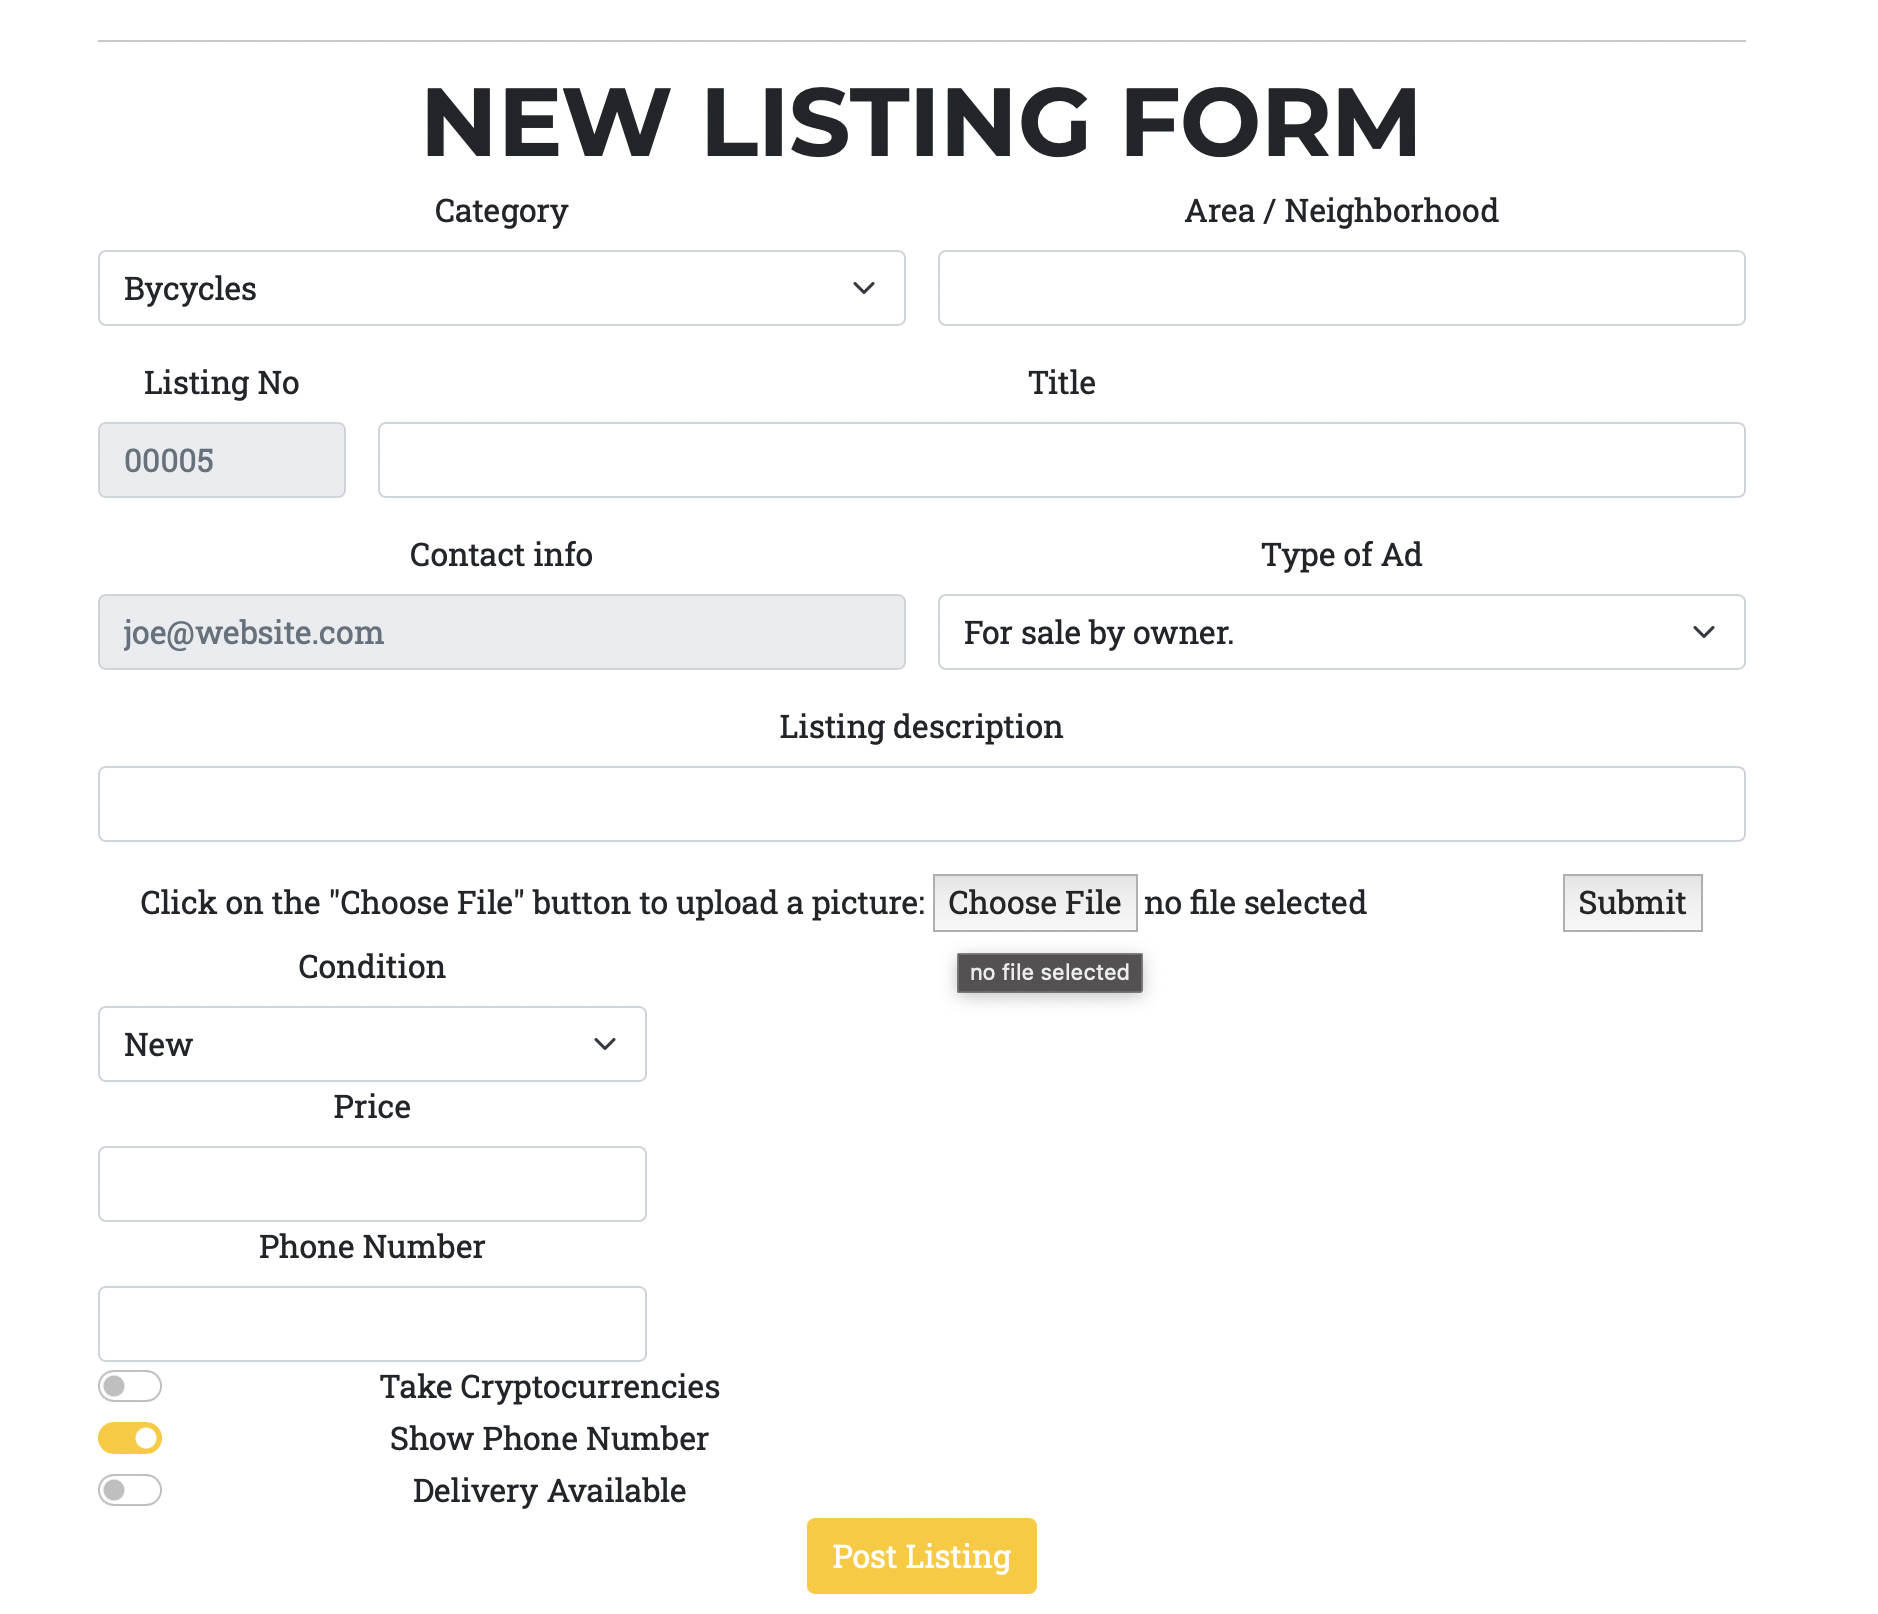 NEW LISTING FORM
Category Area / Neighborhood
Bycycles
Listing No Title
00005
Contact info Type of Ad
joe@website.com For sale by owner.
Listing description
Click on the "Choose File" button to upload a picture: Choose File no file selected Submit
Condition no file selected
New
Price
Phone Number
Take Cryptocurrencies
Show Phone Number
Delivery Available
Post Listing